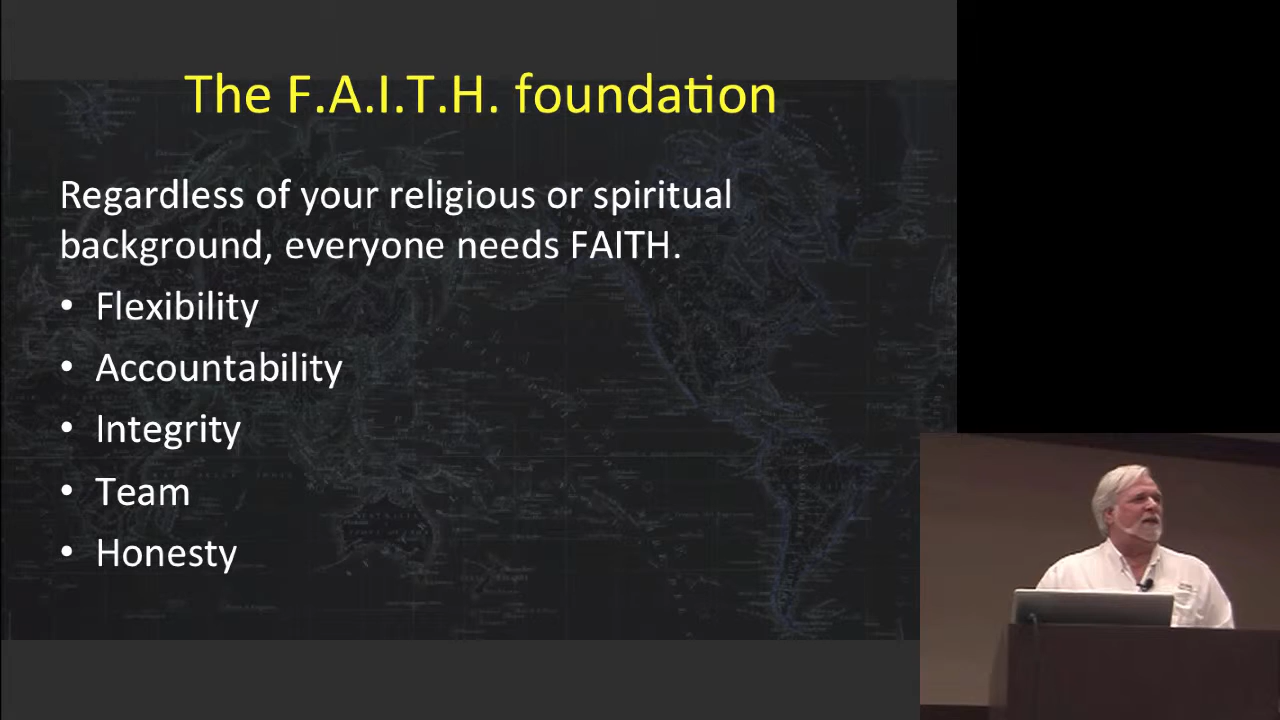 The F.A.I.T.H. foundation
Regardless of your religious or spiritual
background, everyone needs FAITH.
• Flexibility
• Accountability
• Integrity
• Team
• Honesty